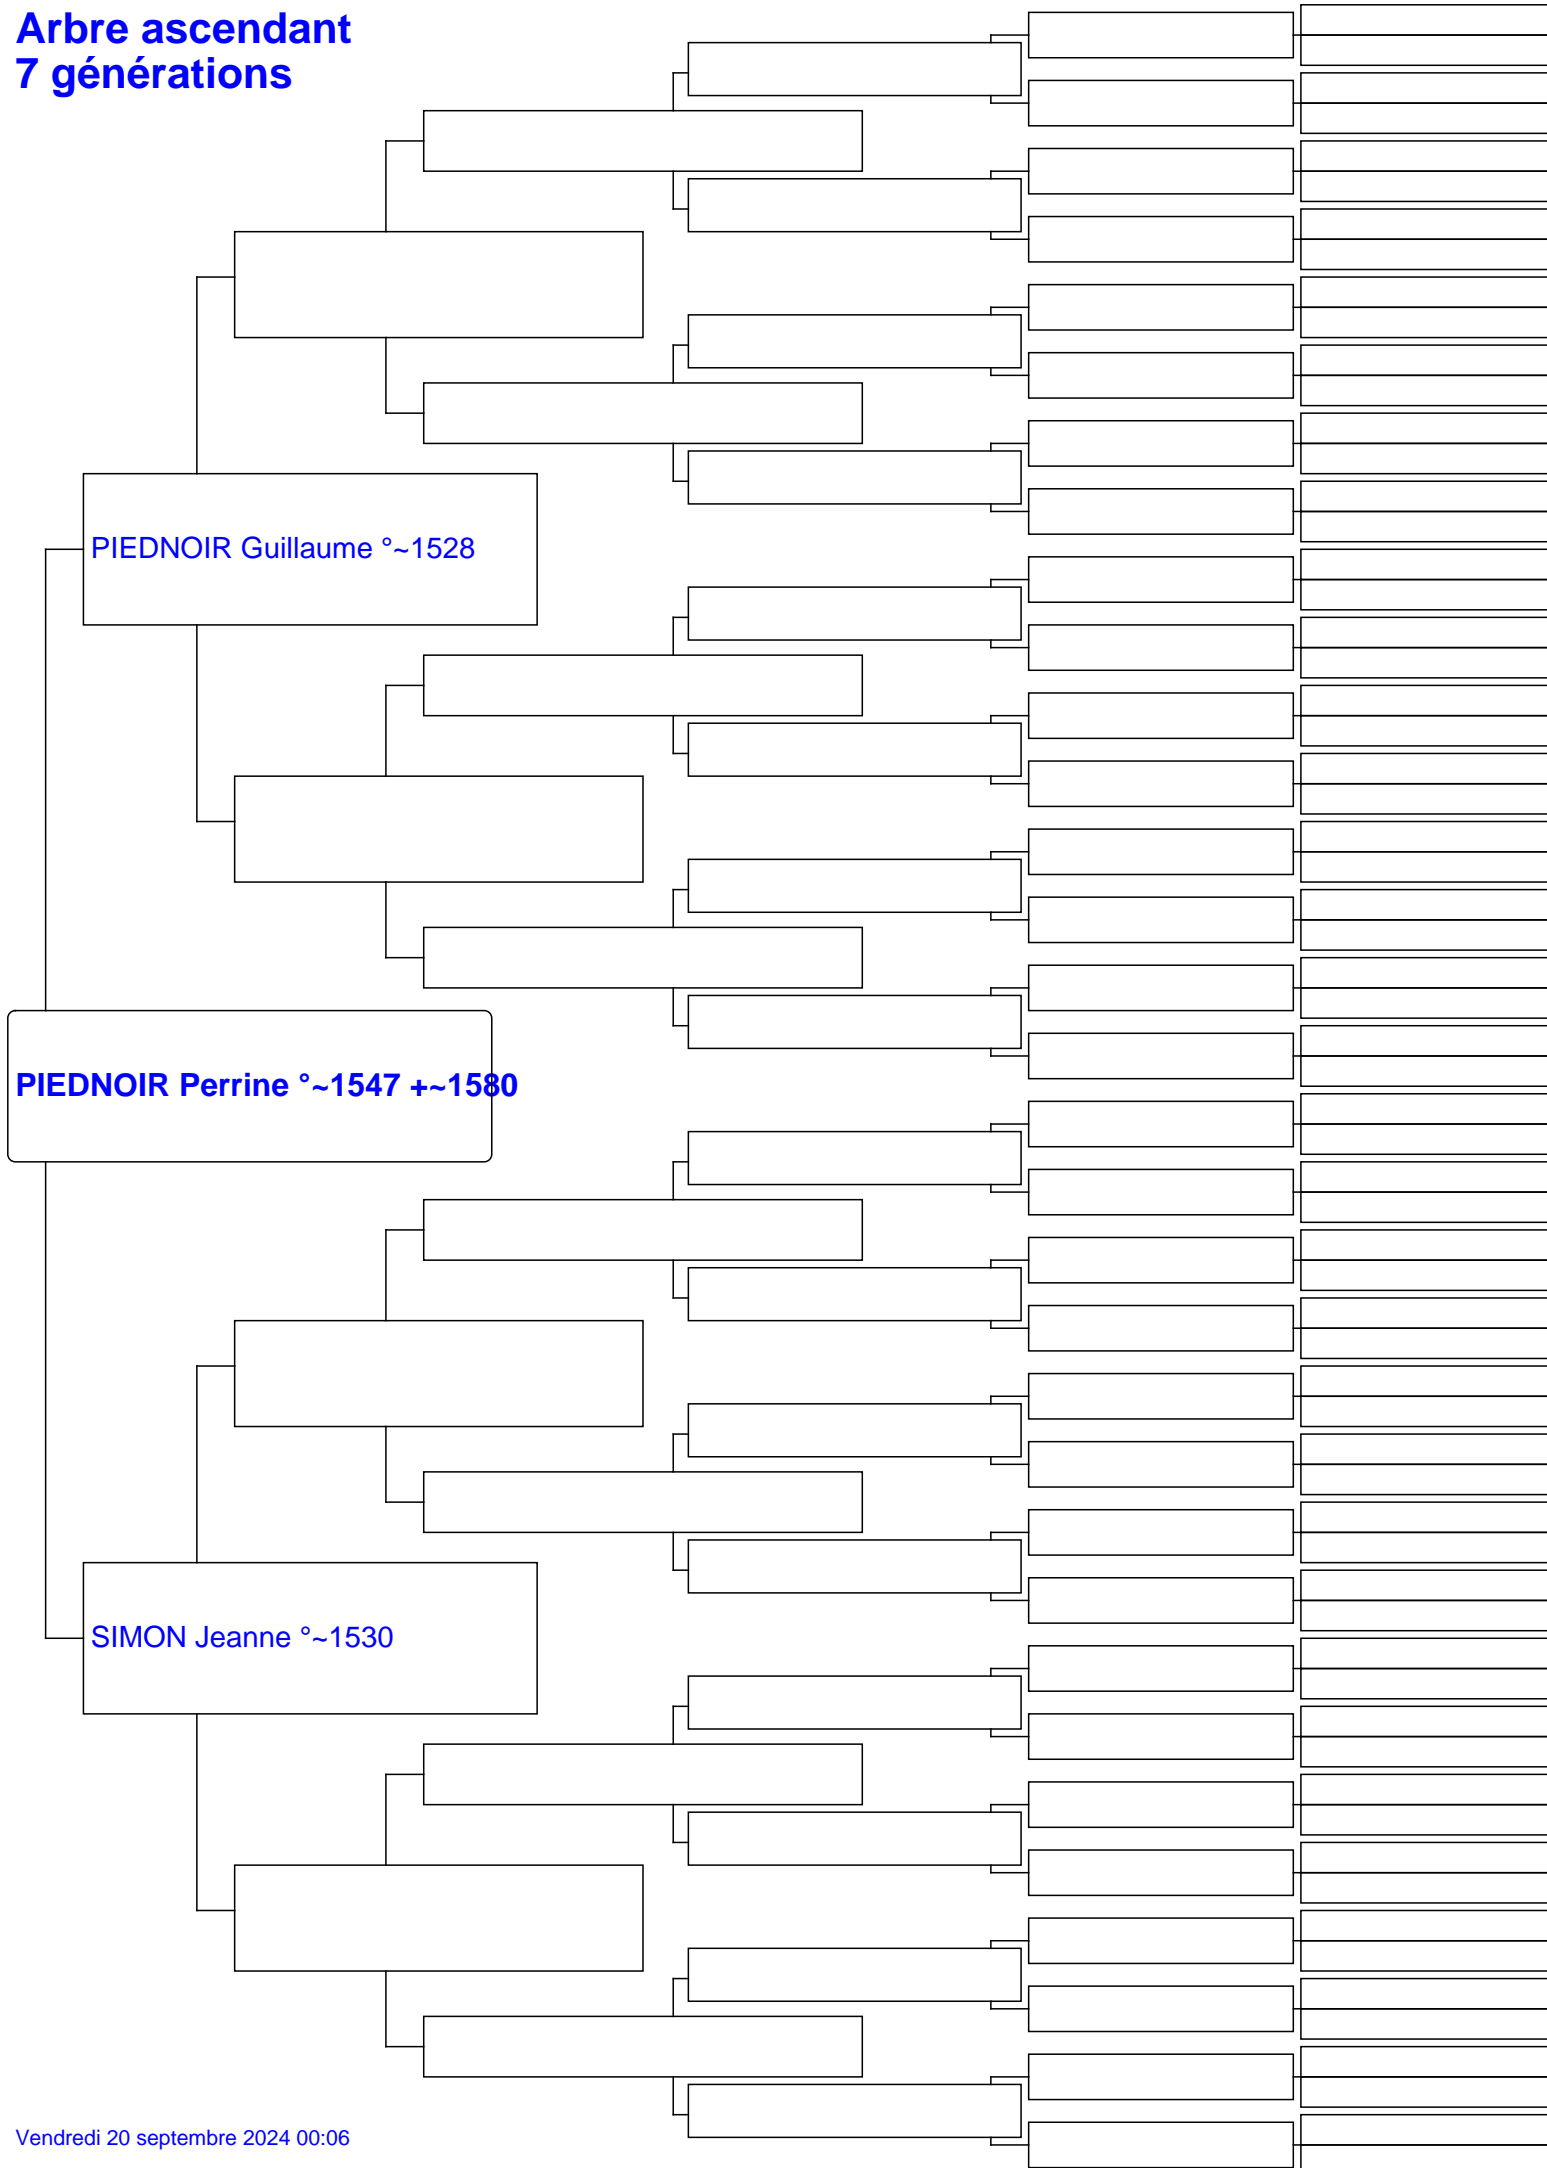 Arbre ascendant
7 générations
PIEDNOIR Guillaume °~1528
PIEDNOIR Perrine °~1547 +~1580
SIMON Jeanne °~1530
Vendredi 20 septembre 2024 00:06